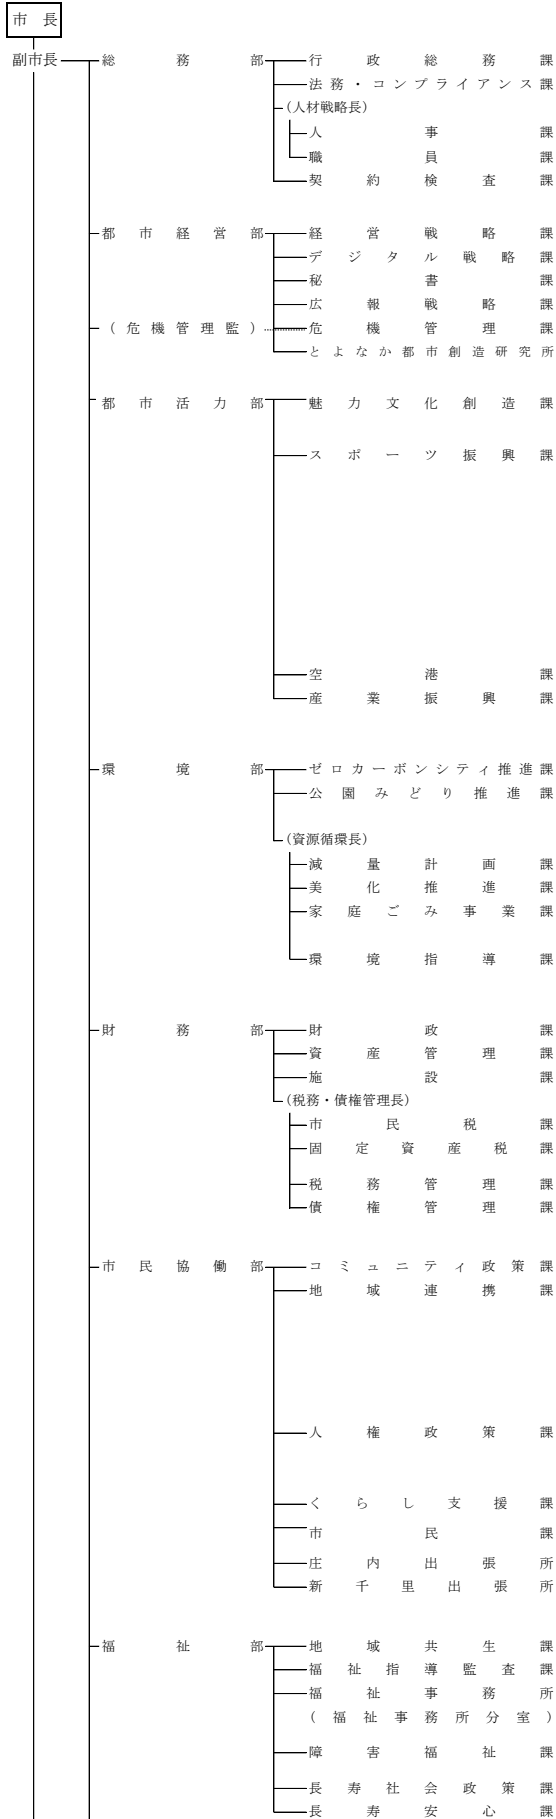 市長
副市長 総務部 行政総務課
法務・コンプライアンス課
(人材戦略長)
人事課
職員課
契約検査課
都市経営部 経営戦略課
デジタル戦略課
秘書課
広報戦略課
(危機管理監) 危機管理課
とよなか都市創造研究所
都市活力部 魅力文化創造課
スポーツ振興課
空港課
産業振興課
環境部 ゼロカーボンシティ推進課
公園みどり推進課
(資源循環長)
減量計画課
美化推進課
家庭ごみ事業課
環境指導課
財務部 財政課
資産管理課
施設課
(税務・債権管理長)
市民税課
固定資産税課
税務管理課
債権管理課
市民協働部 コミュニティ政策課
地域連携課
人権政策課
くらし支援課
市民課
庄内出張所
新千里出張所
福祉部 地域共生課
福祉指導監査課
福祉事務所
(福祉事務所分室)
障害福祉課
長寿社会政策課
長寿安心課